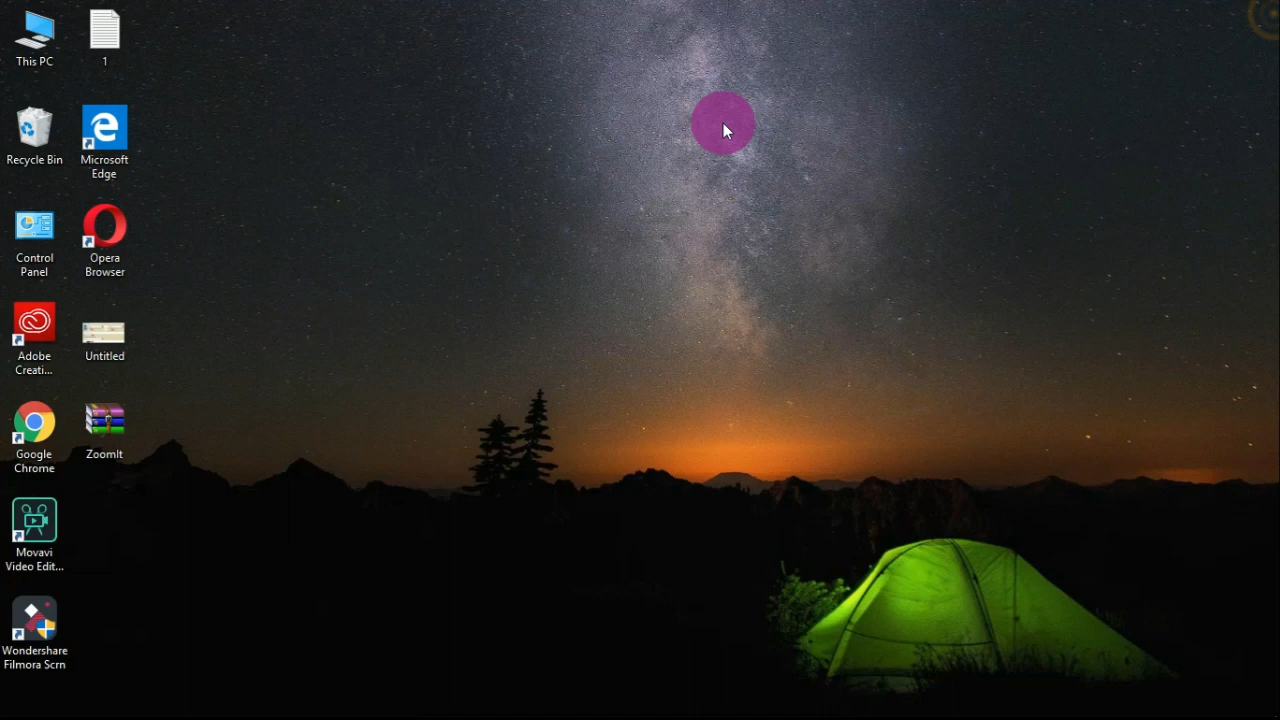 This PC
1
Recycle Bin
Microsoft
Edge
Control
Panel
Opera
Browser
Adobe
Creati...
Untitled
Google
Chrome
ZoomIt
Movavi
Video Edit...
Wondershare
Filmora Scrn